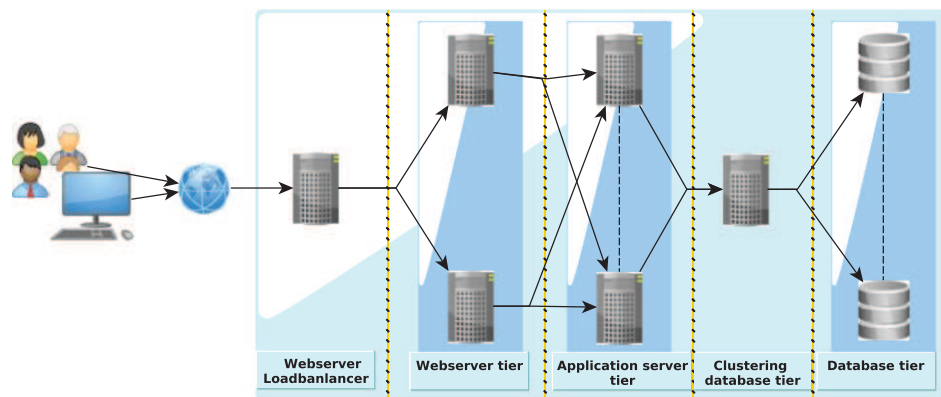 Webserver
Loadbanlancer
Webserver tier
Application server
tier
Clustering
database tier
Database tier